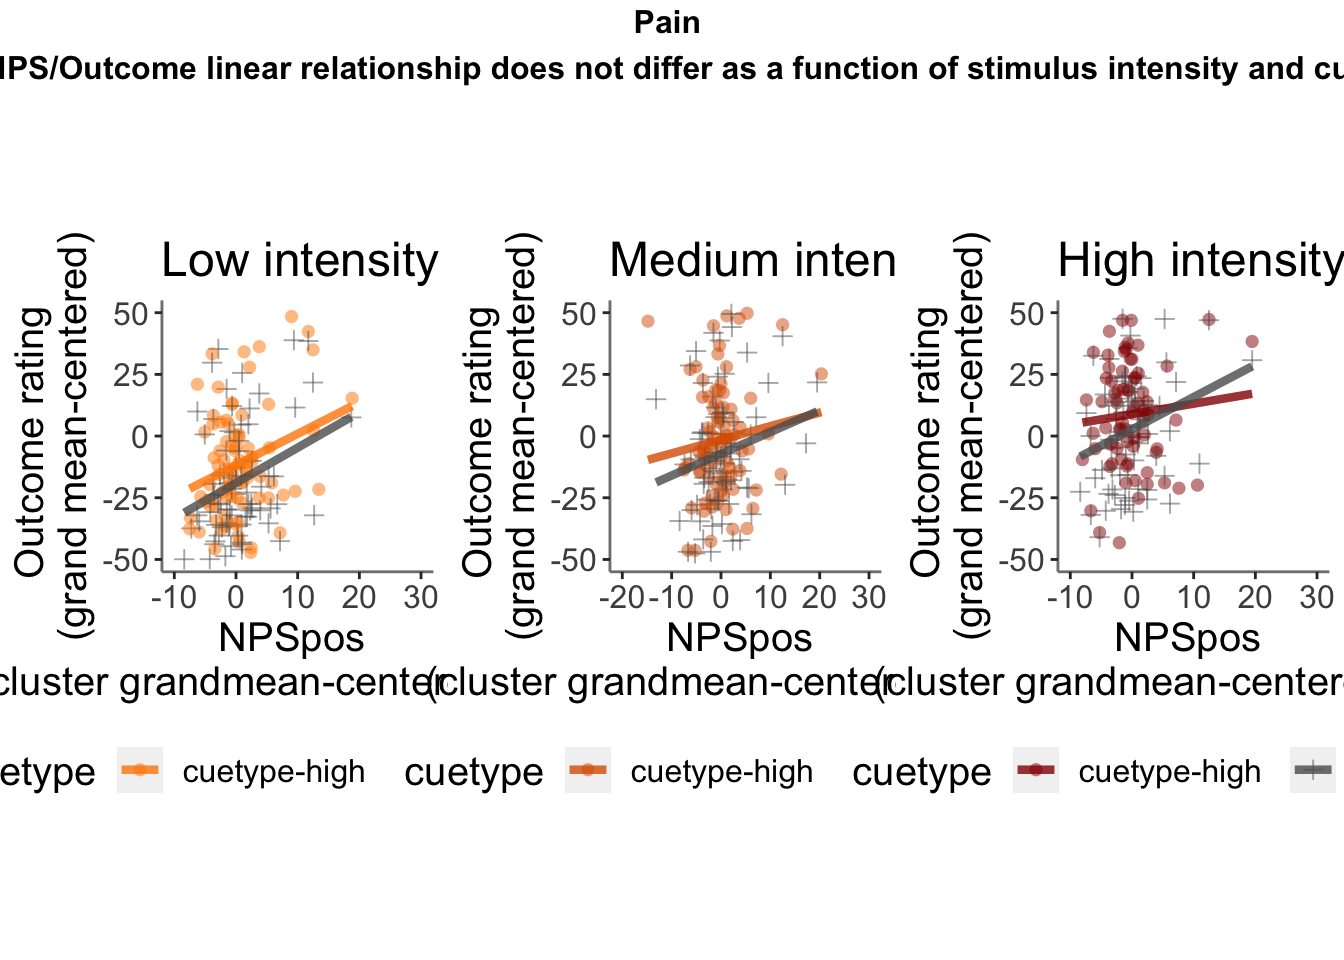 Pain
NPS/Outcome linear relationship does not differ as a function of stimulus intensity and cu
Low intensity
Outcome rating
(grand mean-centered)
50
25
0
-25
-50
-10 0 10 20 30
NPSpos
cluster grandmean-center
etype cuetype-high
Medium inten
Outcome rating
(grand mean-centered)
50
25
0
-25
-50
-20 -10 0 10 20 30
NPSpos
(cluster grandmean-center
cuetype cuetype-high
High intensity
Outcome rating
(grand mean-centered)
50
25
0
-25
-50
-10 0 10 20 30
NPSpos
(cluster grandmean-center
cuetype cuetype-high